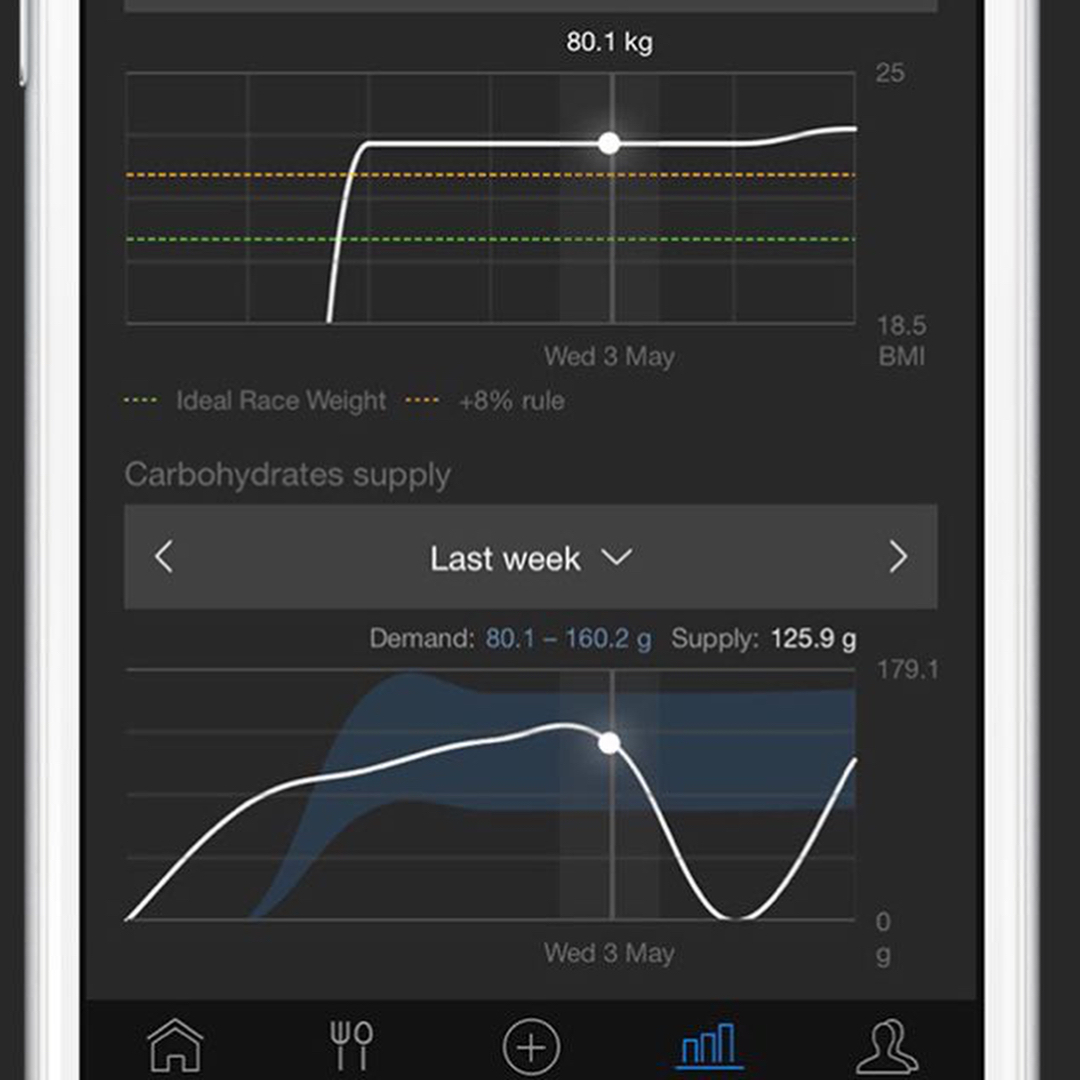 80.1 kg
25
18.5
Wed 3 May BMI
Ideal Race Weight +8% rule
Carbohydrates supply
Last week
Demand: 80.1 – 160.2 g Supply: 125.9 g
179.1
0
Wed 3 May g